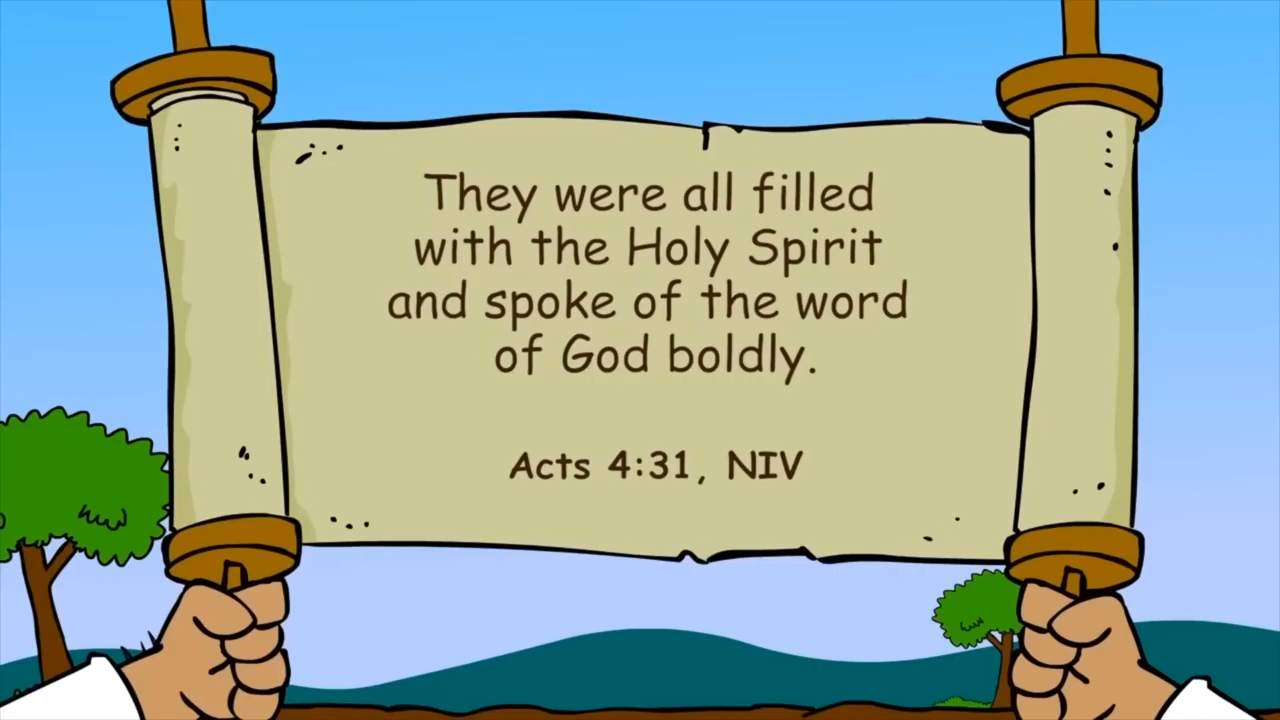 They were all filled
with the Holy Spirit
and spoke of the word
of God boldly.
Acts 4:31, NIV